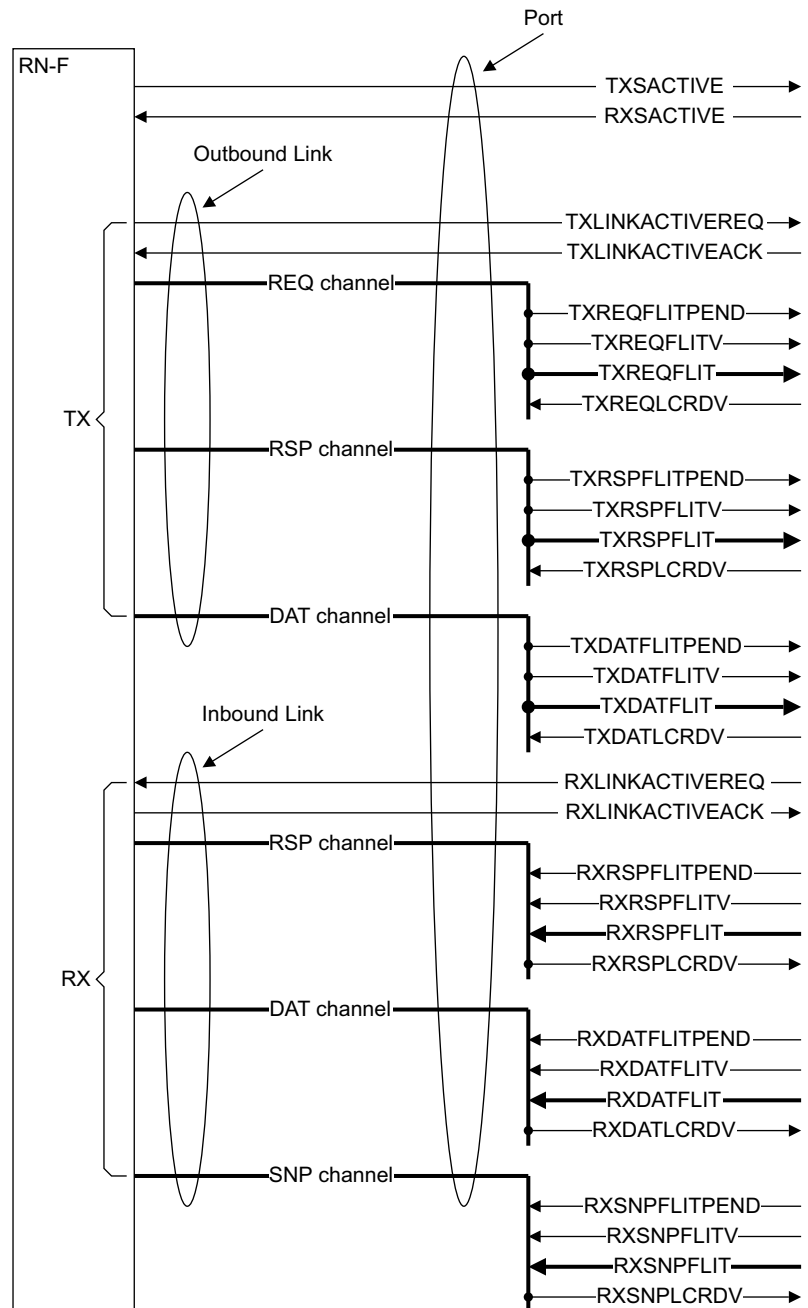 Port
RN-F
TXSACTIVE
RXSACTIVE
Outbound Link
TXLINKACTIVEREQ
TXLINKACTIVEACK
REQ channel
TXREQFLITPEND
TXREQFLITV
TXREQFLIT
TXREQLCRDV
TX
RSP channel
TXRSPFLITPEND
TXRSPFLITV
TXRSPFLIT
TXRSPLCRDV
DAT channel
TXDATFLITPEND
TXDATFLITV
TXDATFLIT
TXDATLCRDV
Inbound Link
RXLINKACTIVEREQ
RXLINKACTIVEACK
RSP channel
RXRSPFLITPEND
RXRSPFLITV
RXRSPFLIT
RXRSPLCRDV
RX
DAT channel
RXDATFLITPEND
RXDATFLITV
RXDATFLIT
RXDATLCRDV
SNP channel
RXSNPFLITPEND
RXSNPFLITV
RXSNPFLIT
RXSNPLCRDV